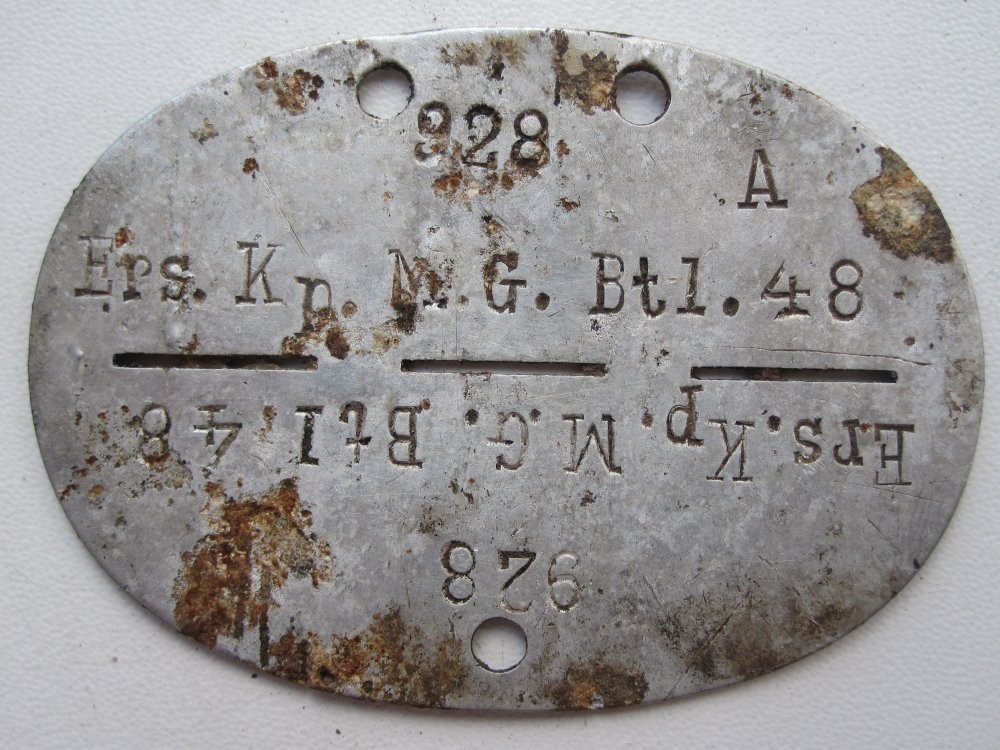 928
A
Ers. Kp. M.G. Btl. 48
Ers. Kp. M.G. Btl. 48
928